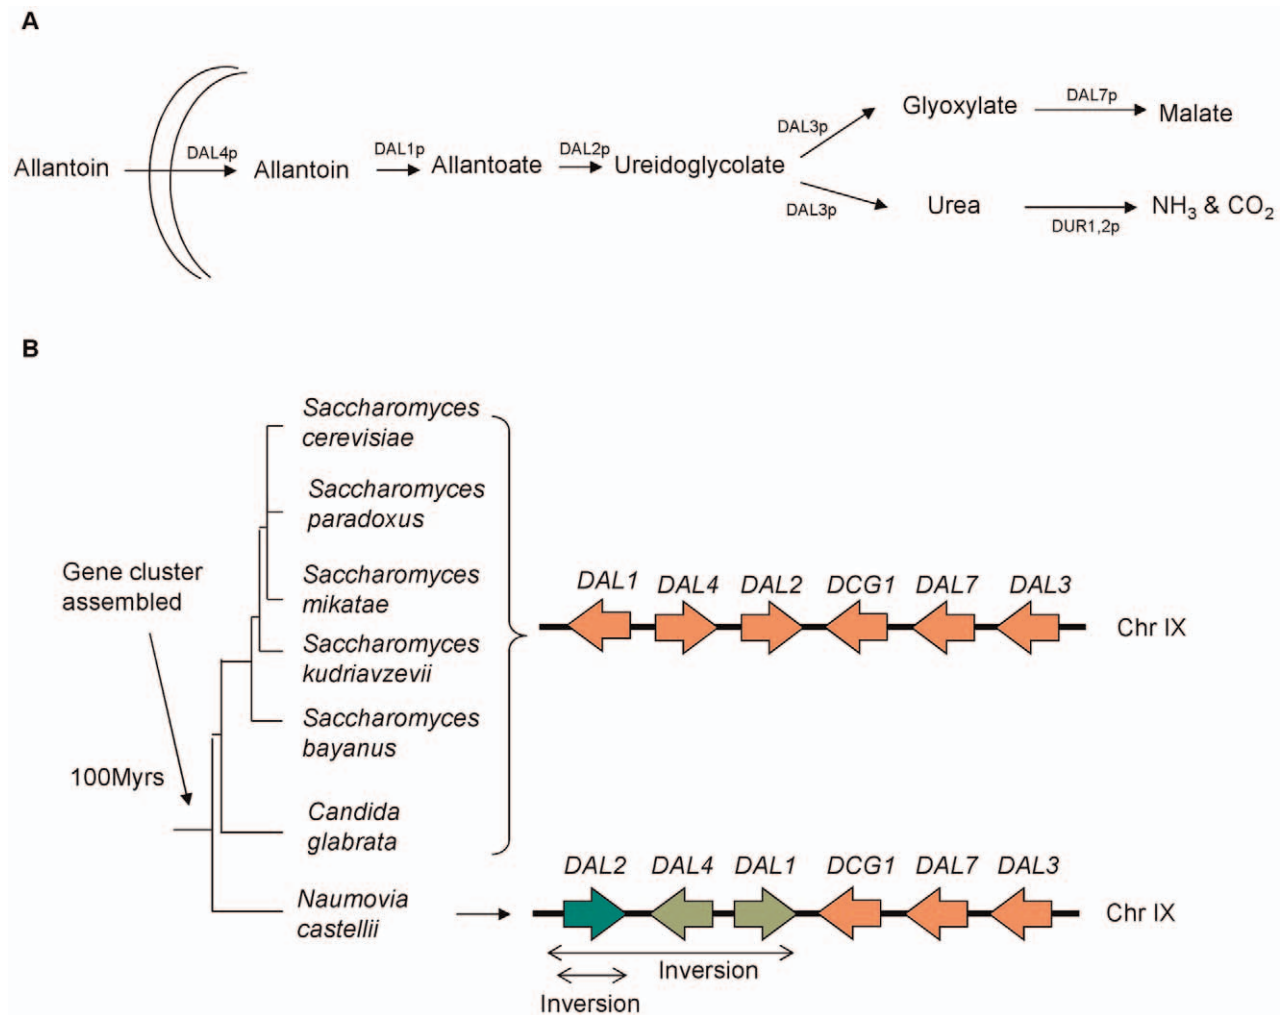 A
Allantoin
DAL4p
Allantoin
DAL1p
Allantoate
DAL2p
Ureidoglycolate
DAL3p
Glyoxylate
DAL7p
Malate
DAL3p
Urea
DUR1,2p
NH₃ & CO₂
B
Gene cluster
assembled
100Myrs
Saccharomyces
cerevisiae
Saccharomyces
paradoxus
Saccharomyces
mikatae
Saccharomyces
kudriavzevii
Saccharomyces
bayanus
Candida
glabrata
Naumovia
castellii
DAL1 DAL4 DAL2 DCG1 DAL7 DAL3
Chr IX
DAL2 DAL4 DAL1 DCG1 DAL7 DAL3
Chr IX
Inversion
Inversion